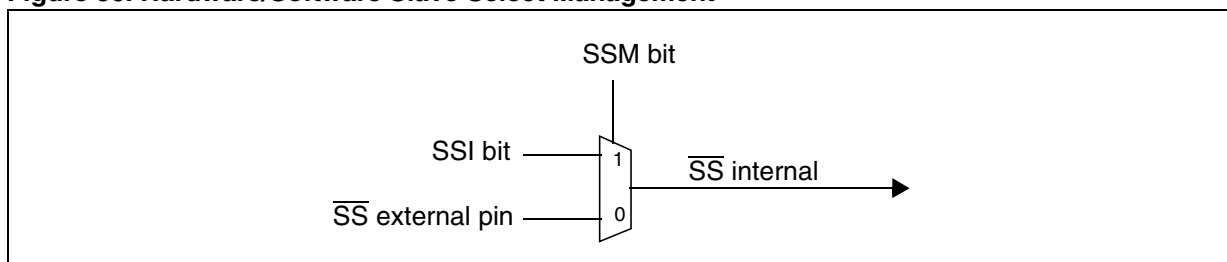 SSM bit
SSI bit
1
SS internal
SS external pin
0